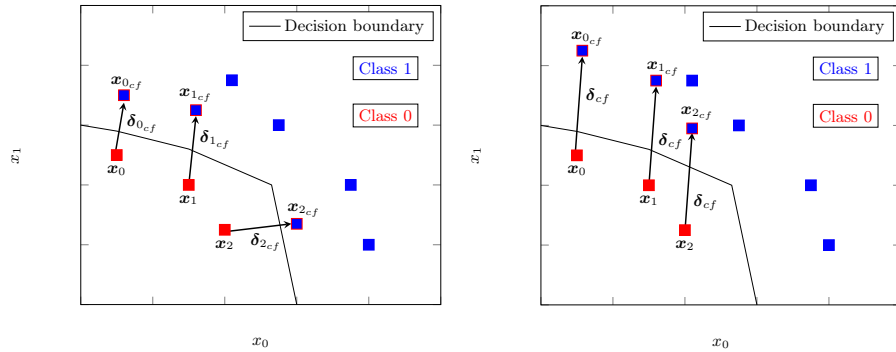 Decision boundary
Class 1
Class 0
x_{0_{cf}}
x_{1_{cf}}
δ_{0_{cf}}
δ_{1_{cf}}
x_0
x_1
x_{2_{cf}}
x_2
δ_{2_{cf}}
x_1
x_0
Decision boundary
x_{0_{cf}}
Class 1
x_{1_{cf}}
δ_{cf}
x_{2_{cf}}
Class 0
δ_{cf}
x_0
x_1
δ_{cf}
x_2
x_1
x_0